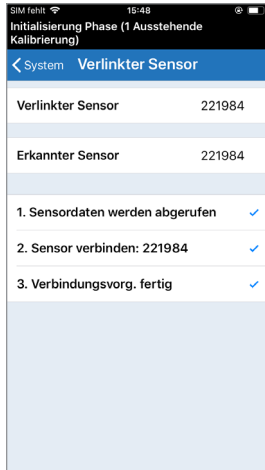 SIM fehlt 15:48
Initialisierung Phase (1 Ausstehende
Kalibrierung)
System Verlinkter Sensor
Verlinkter Sensor 221984
Erkannter Sensor 221984
1. Sensordaten werden abgerufen
2. Sensor verbinden: 221984
3. Verbindungsvorg. fertig